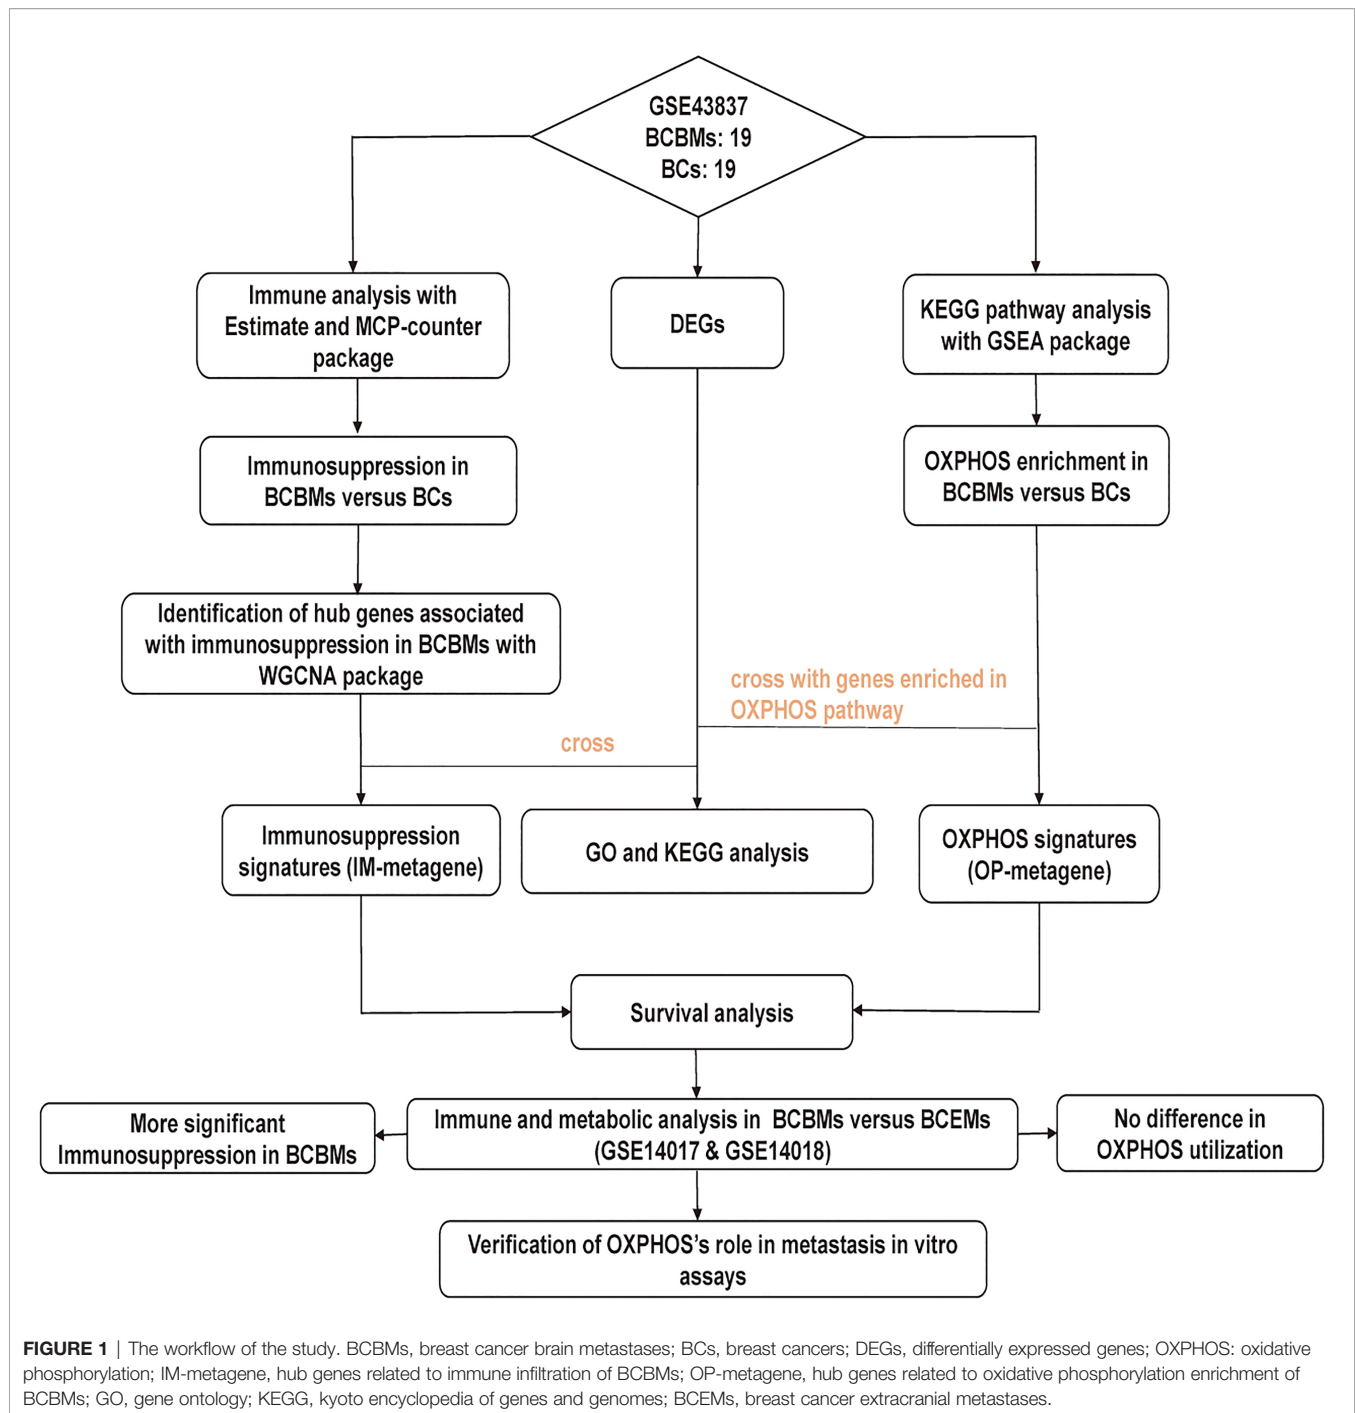 GSE43837
BCBMs: 19
BCs: 19
Immune analysis with
Estimate and MCP-counter
package
DEGs
KEGG pathway analysis
with GSEA package
Immunosuppression in
BCBMs versus BCs
OXPHOS enrichment in
BCBMs versus BCs
Identification of hub genes associated
with immunosuppression in BCBMs with
WGCNA package
cross with genes enriched in
OXPHOS pathway
cross
Immunosuppression
signatures (IM-metagene)
GO and KEGG analysis
OXPHOS signatures
(OP-metagene)
Survival analysis
More significant
Immunosuppression in BCBMs
Immune and metabolic analysis in BCBMs versus BCEMs
(GSE14017 & GSE14018)
No difference in
OXPHOS utilization
Verification of OXPHOS's role in metastasis in vitro
assays
FIGURE 1 | The workflow of the study. BCBMs, breast cancer brain metastases; BCs, breast cancers; DEGs, differentially expressed genes; OXPHOS: oxidative
phosphorylation; IM-metagene, hub genes related to immune infiltration of BCBMs; OP-metagene, hub genes related to oxidative phosphorylation enrichment of
BCBMs; GO, gene ontology; KEGG, kyoto encyclopedia of genes and genomes; BCEMs, breast cancer extracranial metastases.